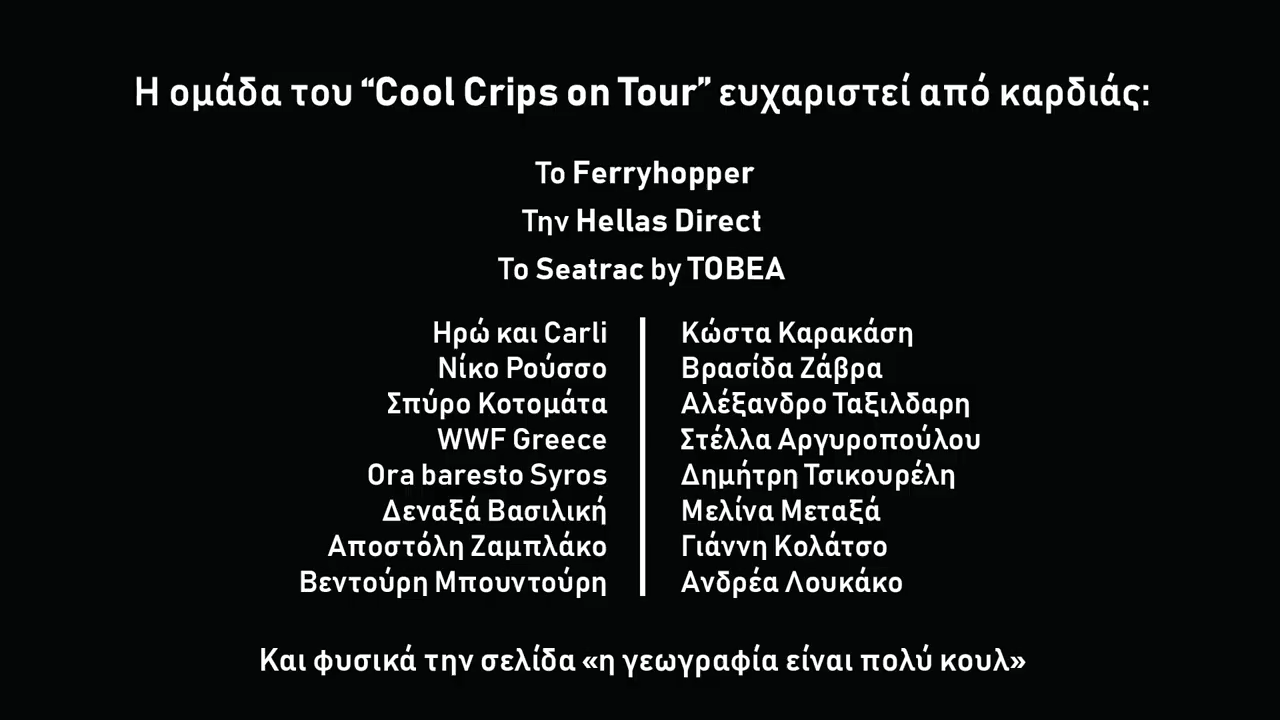 Η ομάδα του “Cool Crips on Tour” ευχαριστεί από καρδιάς:
Το Ferryhopper
Την Hellas Direct
Το Seatrac by TOBEA
Ηρώ και Carli
Νίκο Ρούσσο
Σπύρο Κοτομάτα
WWF Greece
Ora baresto Syros
Δεναξά Βασιλική
Αποστόλη Ζαμπλάκο
Βεντούρη Μπουντούρη
Κώστα Καρακάση
Βρασίδα Ζάβρα
Αλέξανδρο Ταξιλδαρη
Στέλλα Αργυροπούλου
Δημήτρη Τσικουρέλη
Μελίνα Μεταξά
Γιάννη Κολάτσο
Ανδρέα Λουκάκο
Και φυσικά την σελίδα «η γεωγραφία είναι πολύ κουλ»